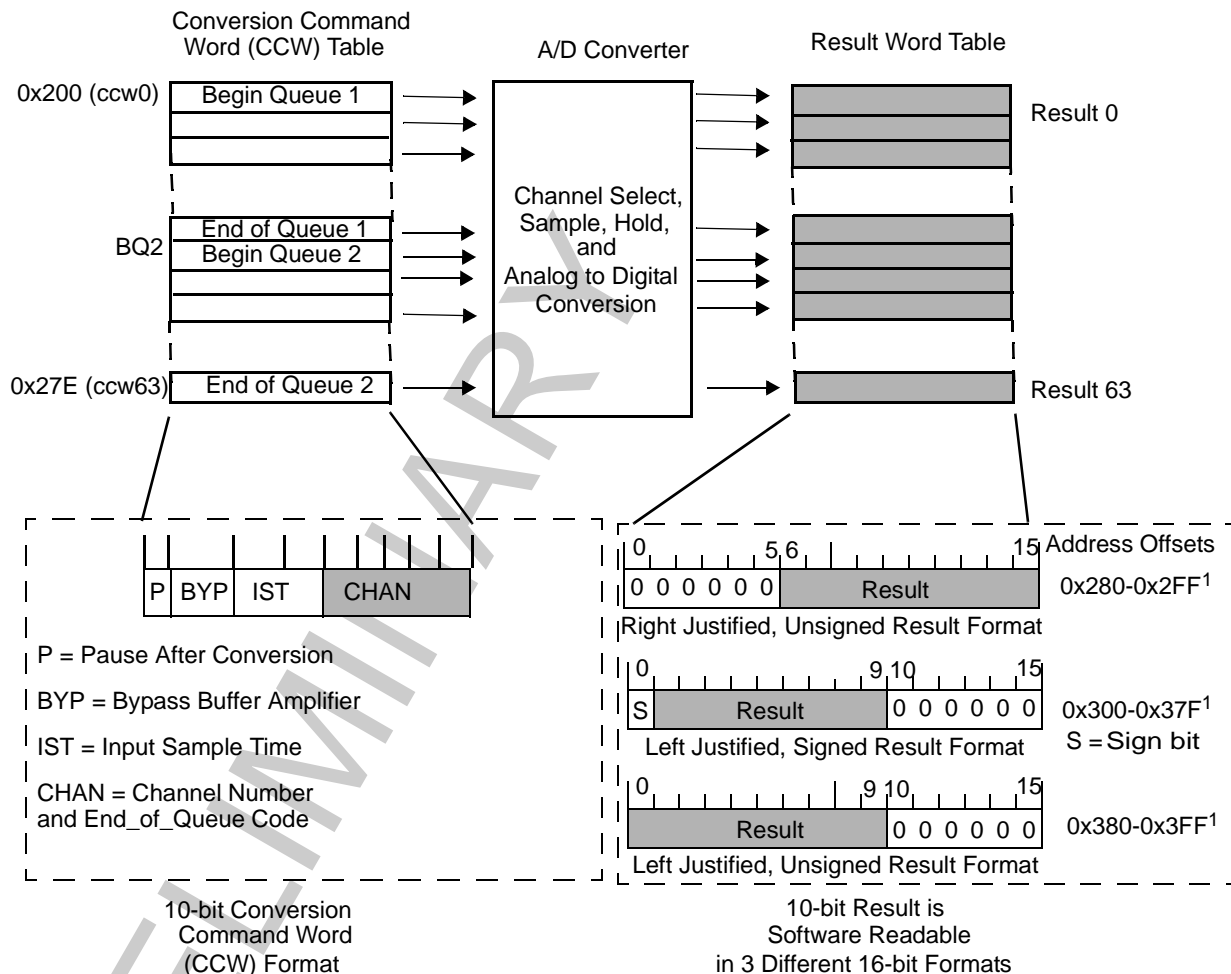 Conversion Command
Word (CCW) Table
A/D Converter
Result Word Table
0x200 (ccw0)
Begin Queue 1
Result 0
End of Queue 1
BQ2
Begin Queue 2
Channel Select,
Sample, Hold,
and
Analog to Digital
Conversion
0x27E (ccw63)
End of Queue 2
Result 63
P BYP IST CHAN
P = Pause After Conversion
BYP = Bypass Buffer Amplifier
IST = Input Sample Time
CHAN = Channel Number
and End_of_Queue Code
10-bit Conversion
Command Word
(CCW) Format
0 5 6 15 Address Offsets
0 0 0 0 0 0 Result 0x280-0x2FF1
Right Justified, Unsigned Result Format
0 9 10 15
S Result 0 0 0 0 0 0 0x300-0x37F1
Left Justified, Signed Result Format S = Sign bit
0 9 10 15
Result 0 0 0 0 0 0 0x380-0x3FF1
Left Justified, Unsigned Result Format
10-bit Result is
Software Readable
in 3 Different 16-bit Formats
ELIMINARY